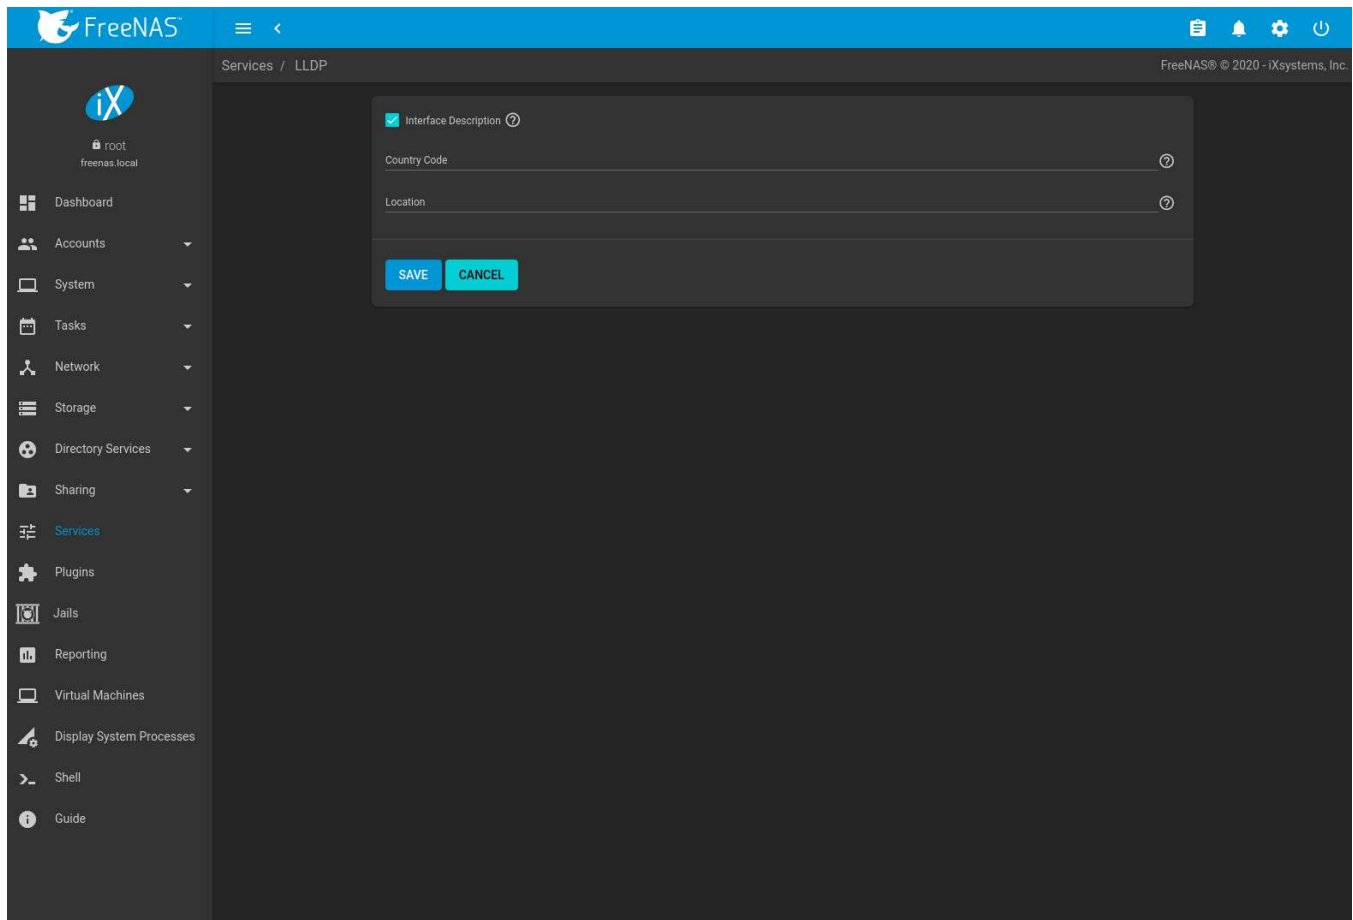 FreeNAS™
Services / LLDP
FreeNAS® © 2020 - iXsystems, Inc.
iX
root
freenas.local
Dashboard
Accounts
System
Tasks
Network
Storage
Directory Services
Sharing
Services
Plugins
Jails
Reporting
Virtual Machines
Display System Processes
Shell
Guide
Interface Description
Country Code
Location
SAVE CANCEL